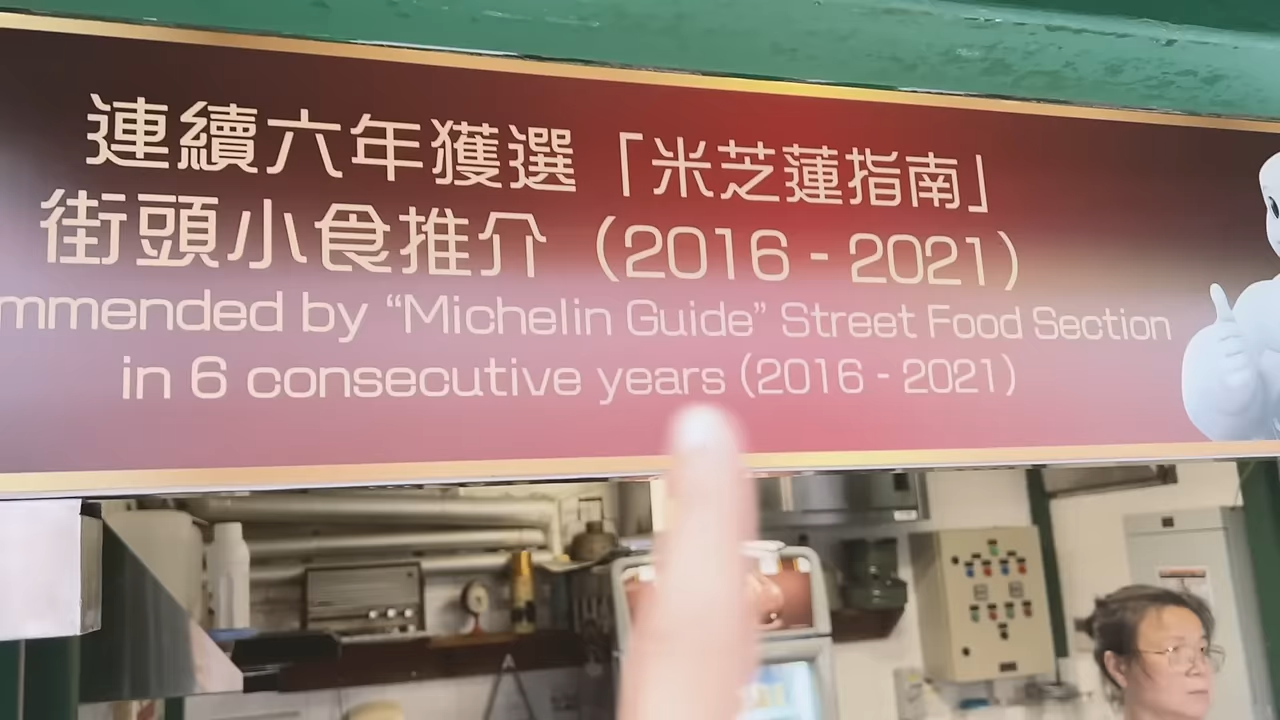 連續六年獲選「米芝蓮指南」
街頭小食推介（2016 - 2021）
mmended by “Michelin Guide” Street Food Section
in 6 consecutive years (2016 - 2021)